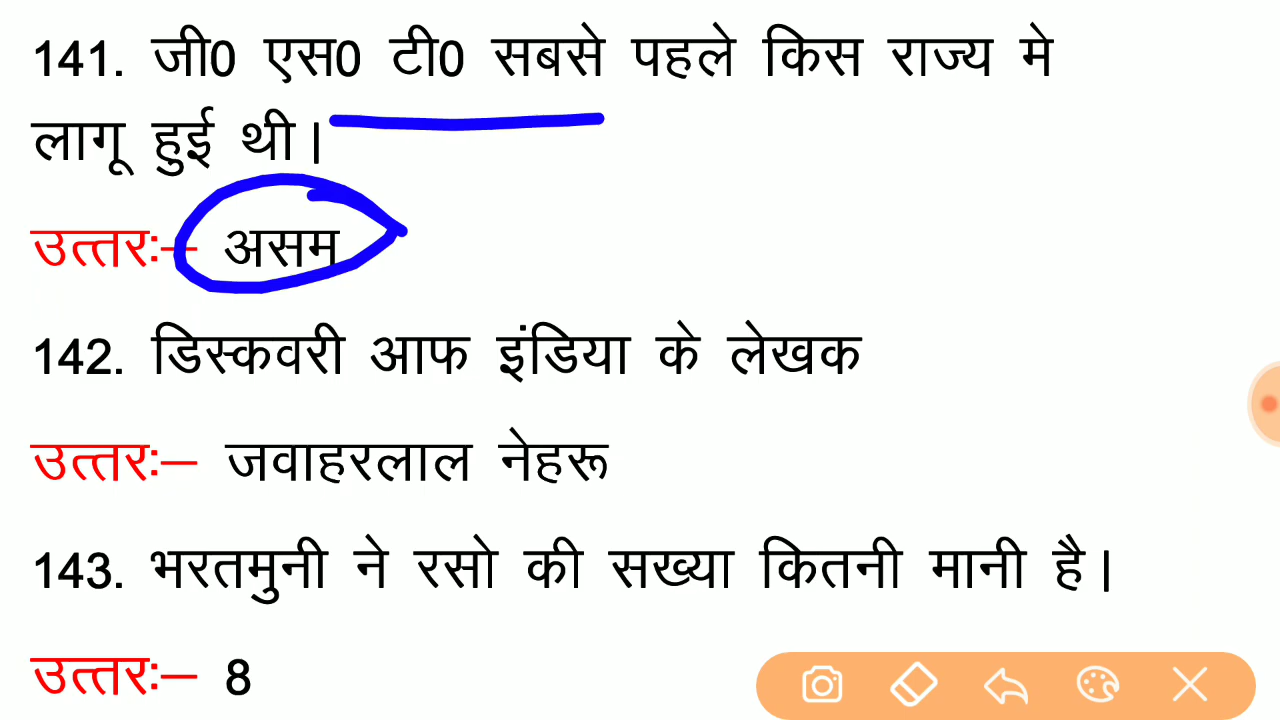 141. जी0 एस0 टी0 सबसे पहले किस राज्य मे
लागू हुई थी।
उत्तरः– असम
142. डिस्कवरी आफ इंडिया के लेखक
उत्तरः– जवाहरलाल नेहरू
143. भरतमुनी ने रसो की सख्या कितनी मानी है।
उत्तरः– 8